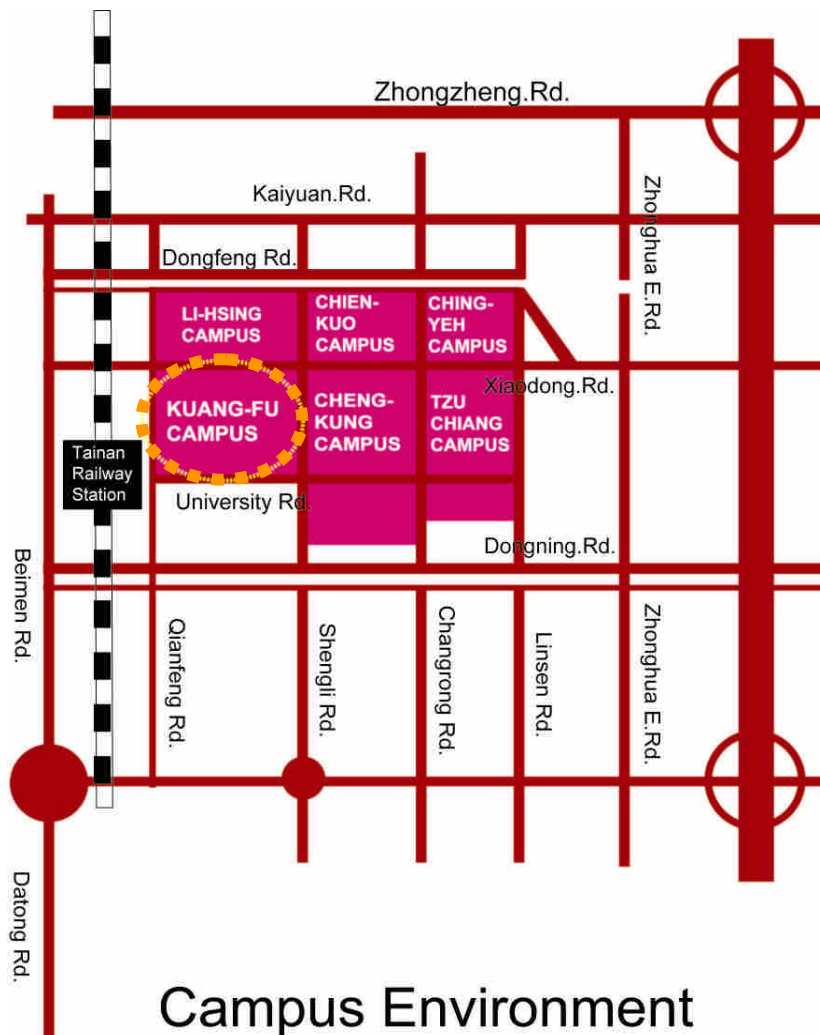 Zhongzheng.Rd.
Kaiyuan.Rd.
Zhonghua E.Rd.
Dongfeng Rd.
LI-HSING
CAMPUS
CHIEN-
KUO
CAMPUS
CHING-
YEH
CAMPUS
Xiaodong.Rd.
KUANG-FU
CAMPUS
CHENG-
KUNG
CAMPUS
TZU
CHIANG
CAMPUS
Tainan
Railway
Station
University Rd.
Dongning.Rd.
Beimen Rd.
Qianfeng Rd.
Shengli Rd.
Changrong Rd.
Linsen Rd.
Zhonghua E.Rd.
Datong Rd.
Campus Environment